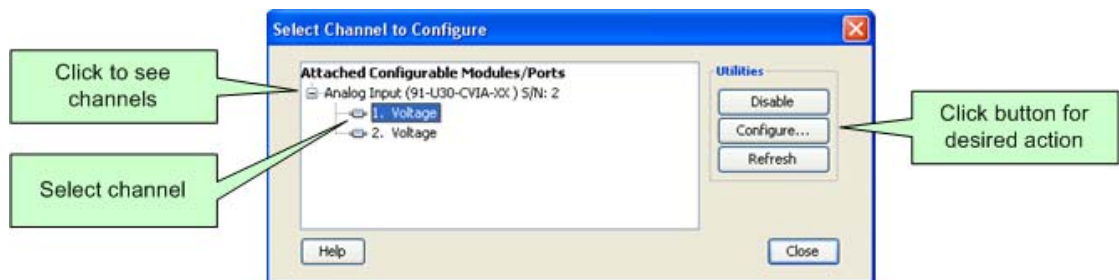 Select Channel to Configure
Click to see
channels
Attached Configurable Modules/Ports
Analog Input (91-U30-CVIA-XX ) S/N: 2
1. Voltage
2. Voltage
Select channel
Utilities
Disable
Configure...
Refresh
Click button for
desired action
Help
Close